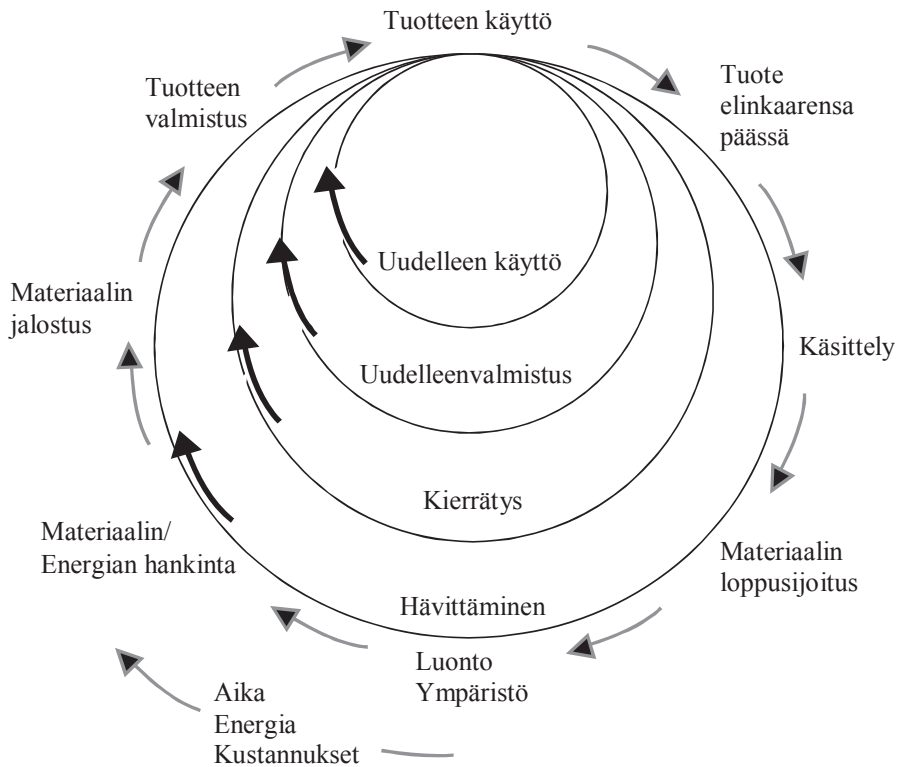 Tuotteen käyttö
Tuote
elinkaarensa
päässä
Tuotteen
valmistus
Uudelleen käyttö
Materiaalin
jalostus
Käsittely
Uudelleenvalmistus
Kierrätys
Materiaalin/
Energian hankinta
Materiaalin
loppusijoitus
Hävittäminen
Luonto
Ympäristö
Aika
Energia
Kustannukset